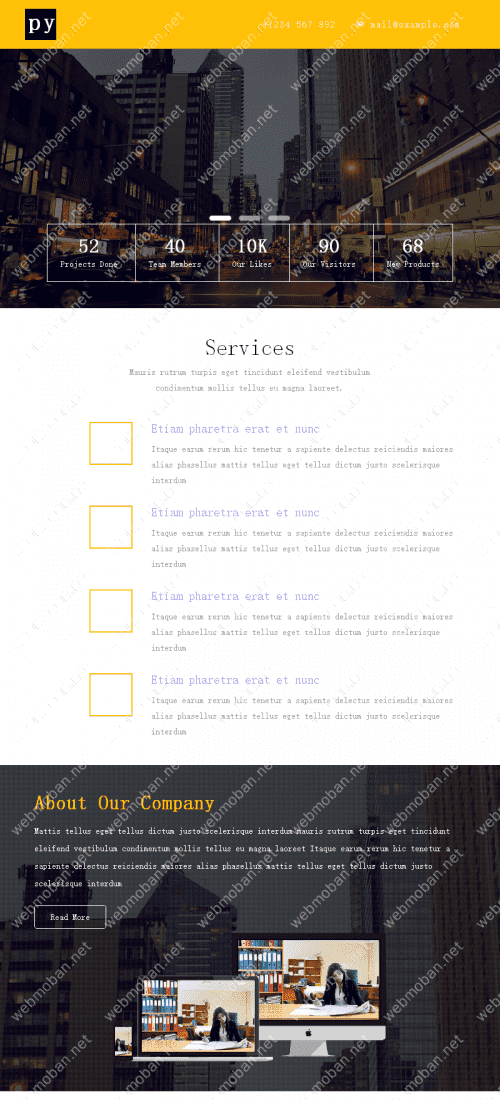 py
1234 567 892
mail@example.com
52
40
10K
90
68
Projects Done
Team Members
Our Likes
Our Visitors
New Products
Services
Mauris rutrum turpis eget tincidunt eleifend vestibulum
condimentum mollis tellus eu magna laoreet.
Etiam pharetra erat et nunc
Itaque earum rerum hic tenetur a sapiente delectus reiciendis maiores
alias phasellus mattis tellus eget tellus dictum justo scelerisque
interdum
Etiam pharetra erat et nunc
Itaque earum rerum hic tenetur a sapiente delectus reiciendis maiores
alias phasellus mattis tellus eget tellus dictum justo scelerisque
interdum
Etiam pharetra erat et nunc
Itaque earum rerum hic tenetur a sapiente delectus reiciendis maiores
alias phasellus mattis tellus eget tellus dictum justo scelerisque
interdum
Etiam pharetra erat et nunc
Itaque earum rerum hic tenetur a sapiente delectus reiciendis maiores
alias phasellus mattis tellus eget tellus dictum justo scelerisque
interdum
About Our Company
Mattis tellus eget tellus dictum justo scelerisque interdum Mauris rutrum turpis eget tincidunt
eleifend vestibulum condimentum mollis tellus eu magna laoreet Itaque earum rerum hic tenetur a
sapiente delectus reiciendis maiores alias phasellus mattis tellus eget tellus dictum justo
scelerisque interdum
Read More
webmoban.net